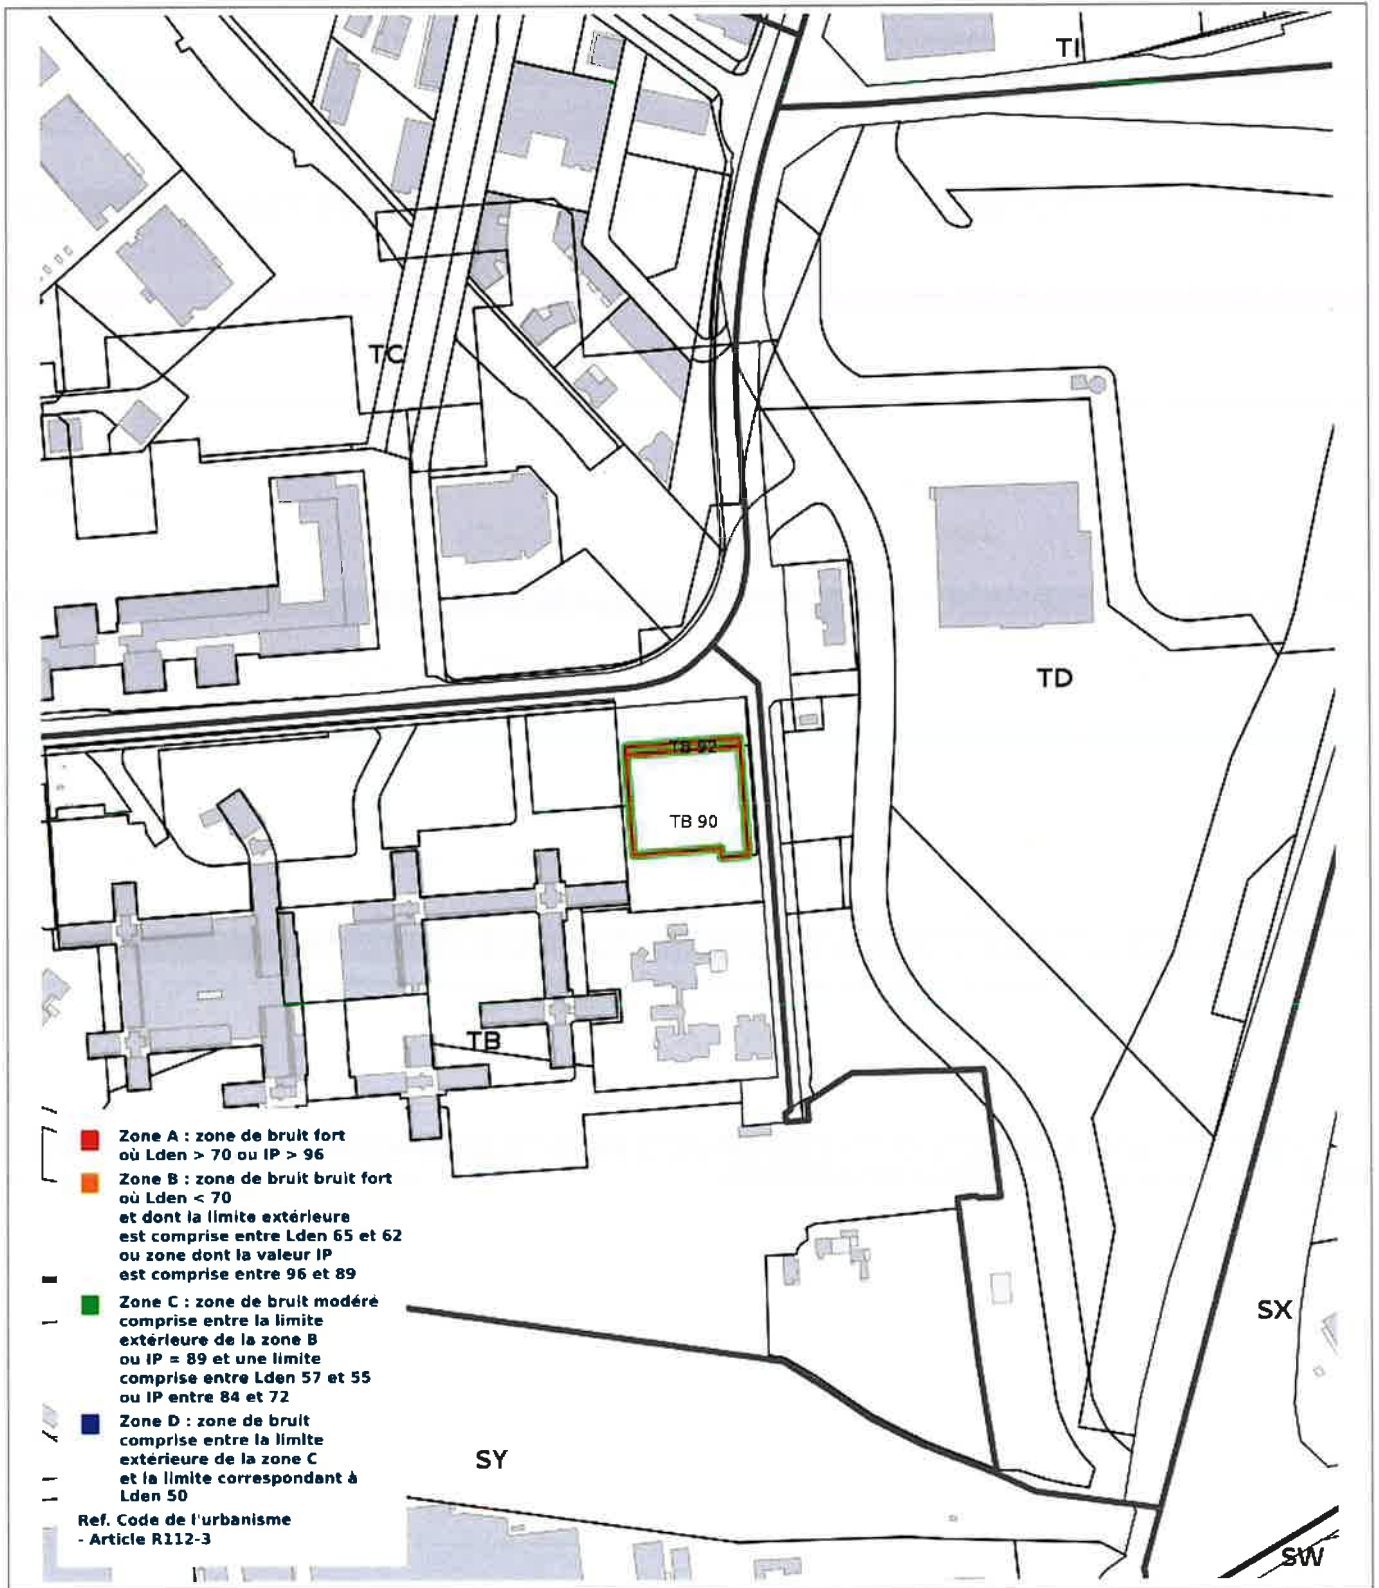 TI
TC
TD
TB 92
TB 90
TB
Zone A : zone de bruit fort
où Lden > 70 ou IP > 96
Zone B : zone de bruit bruit fort
où Lden < 70
et dont la limite extérieure
est comprise entre Lden 65 et 62
ou zone dont la valeur IP
est comprise entre 96 et 89
Zone C : zone de bruit modéré
comprise entre la limite
extérieure de la zone B
ou IP = 89 et une limite
comprise entre Lden 57 et 55
ou IP entre 84 et 72
Zone D : zone de bruit
comprise entre la limite
extérieure de la zone C
et la limite correspondant à
Lden 50
Ref. Code de l'urbanisme
- Article R112-3
SX
SY
SW